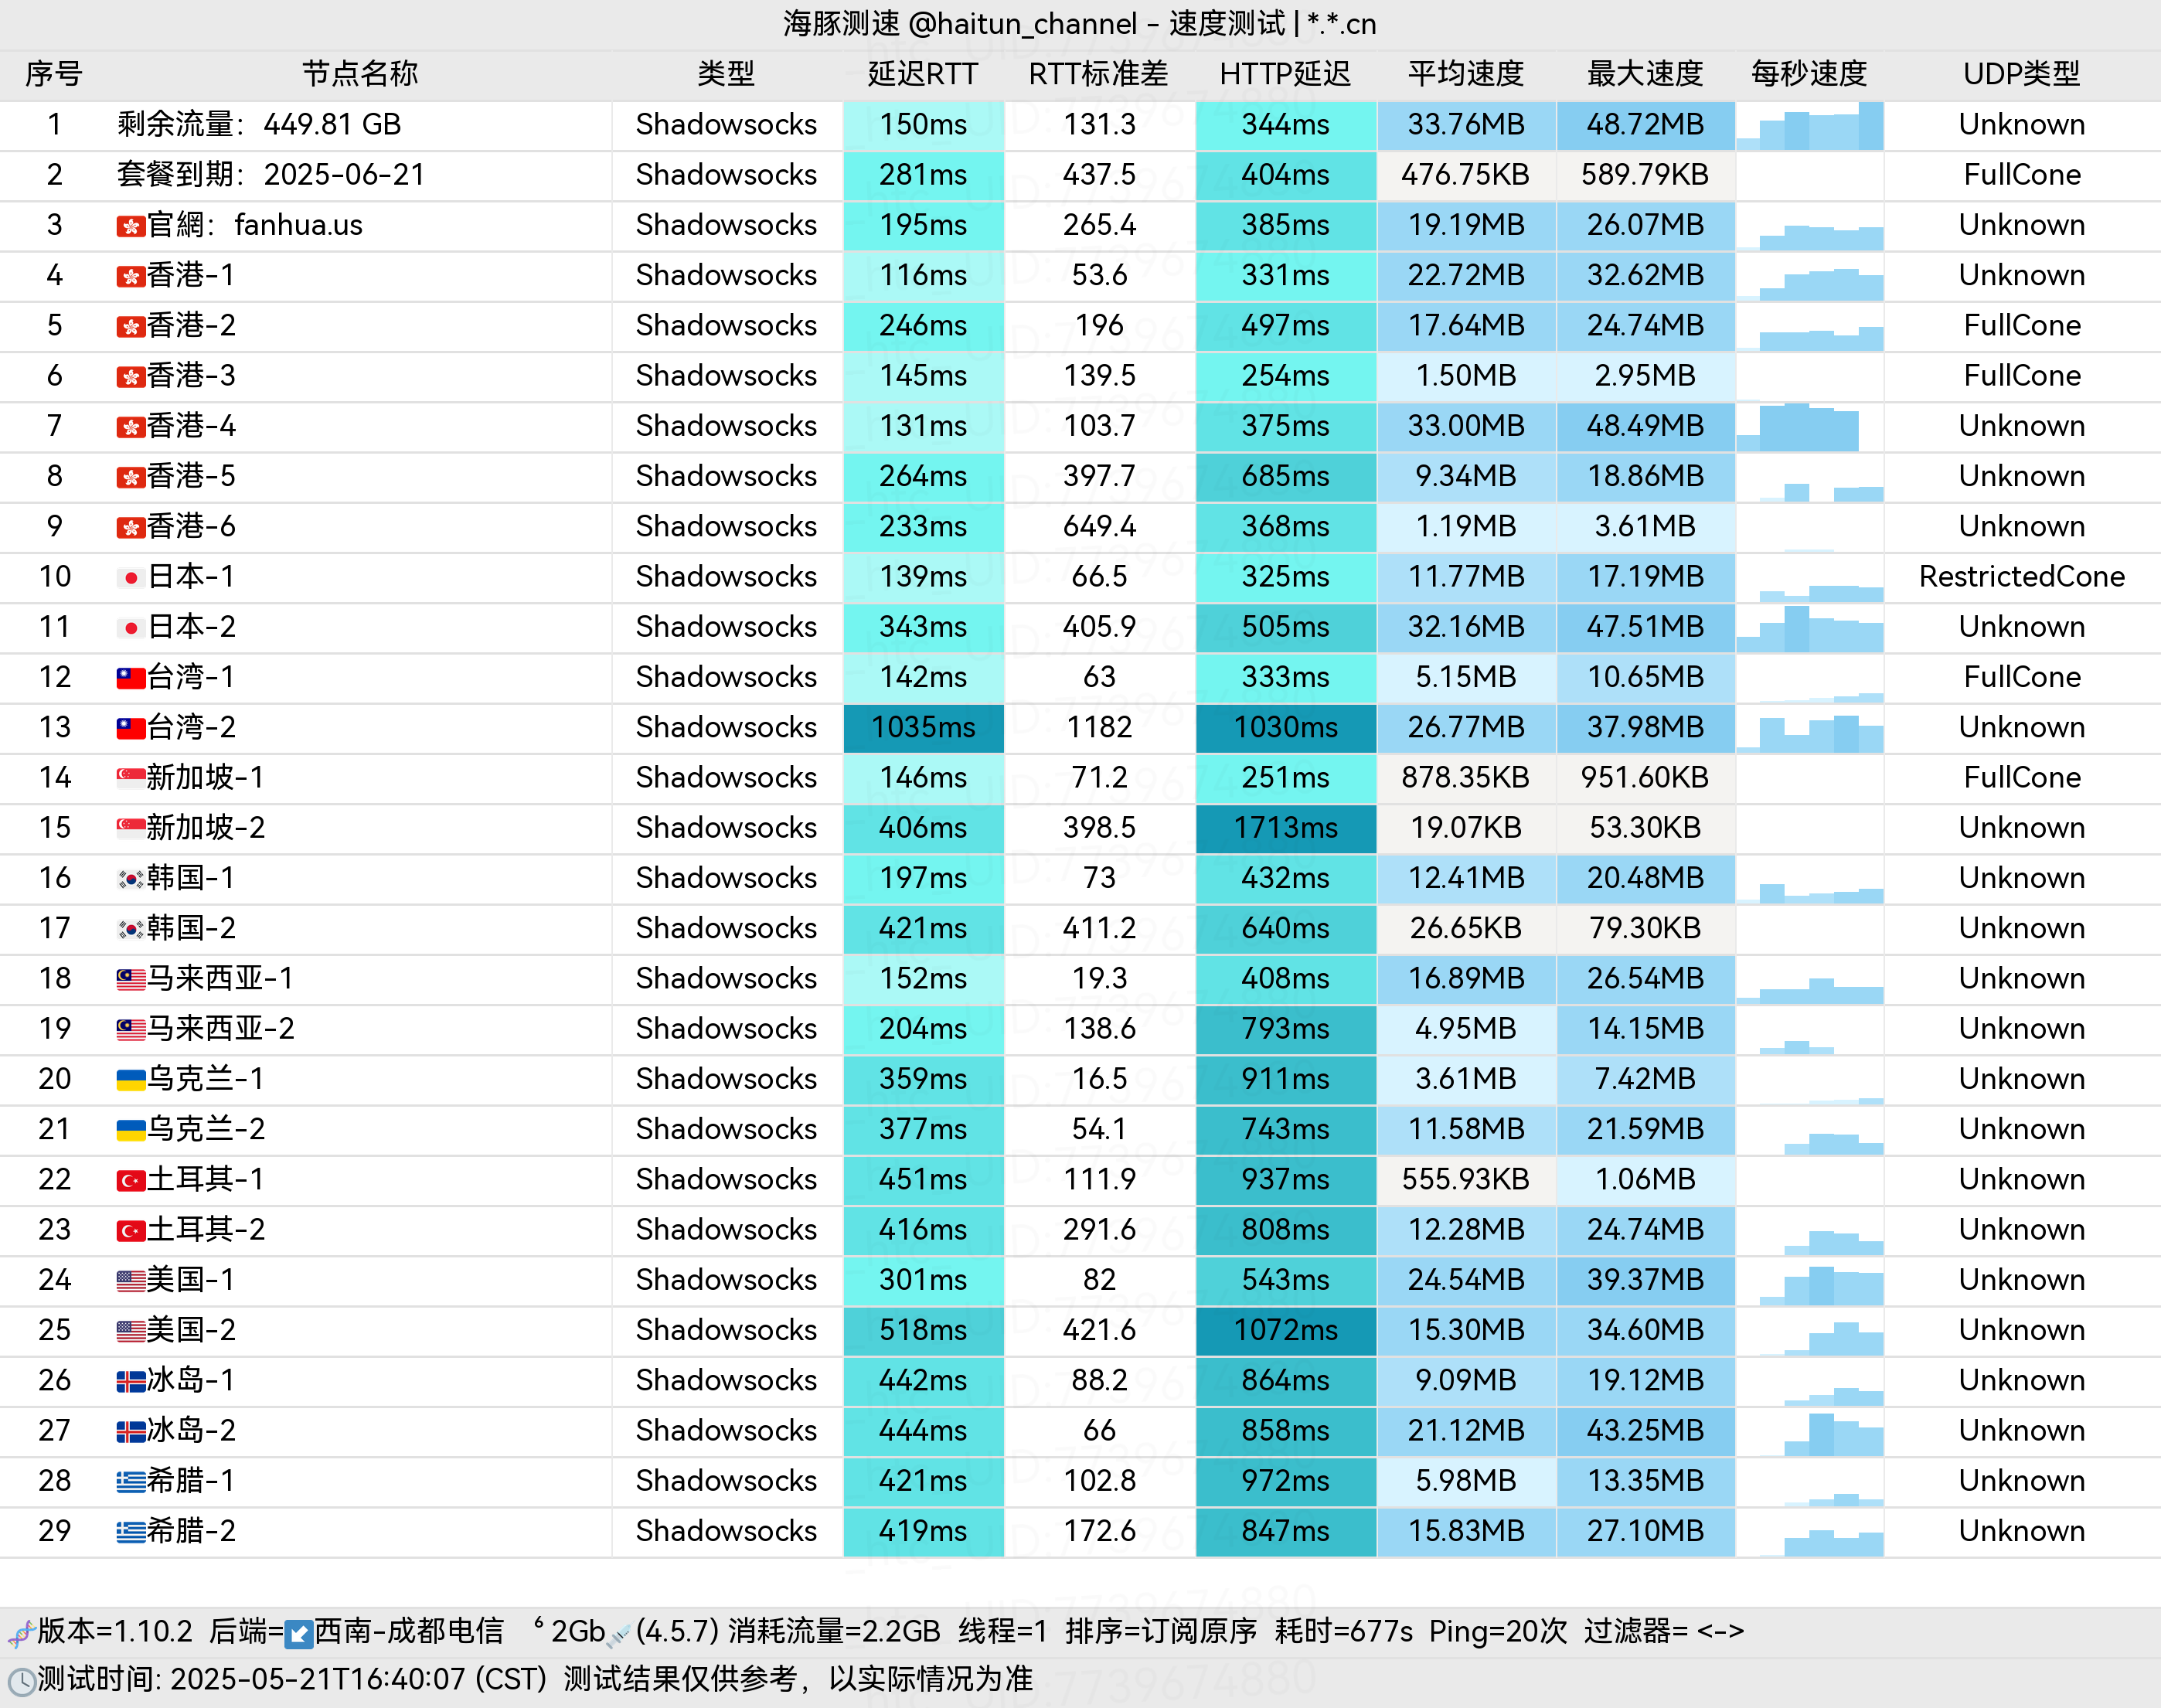 海豚测速 @haitun_channel - 速度测试 | *.*.cn
序号 节点名称 类型 延迟RTT RTT标准差 HTTP延迟 平均速度 最大速度 每秒速度 UDP类型
1 剩余流量：449.81 GB Shadowsocks 150ms 131.3 344ms 33.76MB 48.72MB Unknown
2 套餐到期：2025-06-21 Shadowsocks 281ms 437.5 404ms 476.75KB 589.79KB FullCone
3 🇭🇰官網：fanhua.us Shadowsocks 195ms 265.4 385ms 19.19MB 26.07MB Unknown
4 🇭🇰香港-1 Shadowsocks 116ms 53.6 331ms 22.72MB 32.62MB Unknown
5 🇭🇰香港-2 Shadowsocks 246ms 196 497ms 17.64MB 24.74MB FullCone
6 🇭🇰香港-3 Shadowsocks 145ms 139.5 254ms 1.50MB 2.95MB FullCone
7 🇭🇰香港-4 Shadowsocks 131ms 103.7 375ms 33.00MB 48.49MB Unknown
8 🇭🇰香港-5 Shadowsocks 264ms 397.7 685ms 9.34MB 18.86MB Unknown
9 🇭🇰香港-6 Shadowsocks 233ms 649.4 368ms 1.19MB 3.61MB Unknown
10 🇯🇵日本-1 Shadowsocks 139ms 66.5 325ms 11.77MB 17.19MB RestrictedCone
11 🇯🇵日本-2 Shadowsocks 343ms 405.9 505ms 32.16MB 47.51MB Unknown
12 🇹🇼台湾-1 Shadowsocks 142ms 63 333ms 5.15MB 10.65MB FullCone
13 🇹🇼台湾-2 Shadowsocks 1035ms 1182 1030ms 26.77MB 37.98MB Unknown
14 🇸🇬新加坡-1 Shadowsocks 146ms 71.2 251ms 878.35KB 951.60KB FullCone
15 🇸🇬新加坡-2 Shadowsocks 406ms 398.5 1713ms 19.07KB 53.30KB Unknown
16 🇰🇷韩国-1 Shadowsocks 197ms 73 432ms 12.41MB 20.48MB Unknown
17 🇰🇷韩国-2 Shadowsocks 421ms 411.2 640ms 26.65KB 79.30KB Unknown
18 🇲🇾马来西亚-1 Shadowsocks 152ms 19.3 408ms 16.89MB 26.54MB Unknown
19 🇲🇾马来西亚-2 Shadowsocks 204ms 138.6 793ms 4.95MB 14.15MB Unknown
20 🇺🇦乌克兰-1 Shadowsocks 359ms 16.5 911ms 3.61MB 7.42MB Unknown
21 🇺🇦乌克兰-2 Shadowsocks 377ms 54.1 743ms 11.58MB 21.59MB Unknown
22 🇹🇷土耳其-1 Shadowsocks 451ms 111.9 937ms 555.93KB 1.06MB Unknown
23 🇹🇷土耳其-2 Shadowsocks 416ms 291.6 808ms 12.28MB 24.74MB Unknown
24 🇺🇸美国-1 Shadowsocks 301ms 82 543ms 24.54MB 39.37MB Unknown
25 🇺🇸美国-2 Shadowsocks 518ms 421.6 1072ms 15.30MB 34.60MB Unknown
26 🇮🇸冰岛-1 Shadowsocks 442ms 88.2 864ms 9.09MB 19.12MB Unknown
27 🇮🇸冰岛-2 Shadowsocks 444ms 66 858ms 21.12MB 43.25MB Unknown
28 🇬🇷希腊-1 Shadowsocks 421ms 102.8 972ms 5.98MB 13.35MB Unknown
29 🇬🇷希腊-2 Shadowsocks 419ms 172.6 847ms 15.83MB 27.10MB Unknown
🧬版本=1.10.2 后端=↙️西南-成都电信 ⁶ 2Gb💉(4.5.7) 消耗流量=2.2GB 线程=1 排序=订阅原序 耗时=677s Ping=20次 过滤器= <->
🕓测试时间: 2025-05-21T16:40:07 (CST) 测试结果仅供参考，以实际情况为准